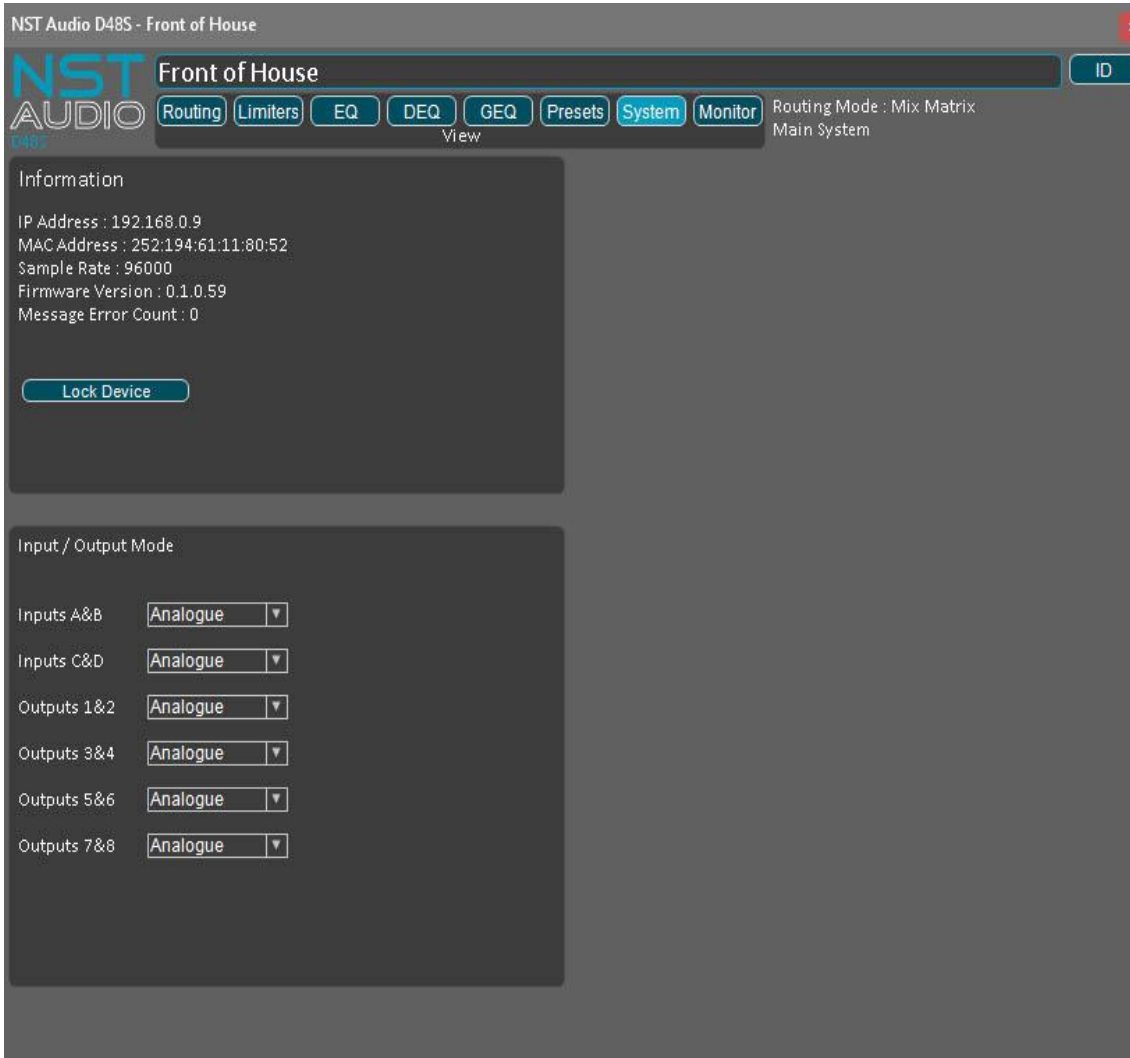 NST Audio D48S - Front of House
NST
AUDIO
D48S
Front of House
ID
Routing Limiters EQ DEQ GEQ Presets System Monitor
View
Routing Mode : Mix Matrix
Main System
Information
IP Address : 192.168.0.9
MAC Address : 252:194:61:11:80:52
Sample Rate : 96000
Firmware Version : 0.1.0.59
Message Error Count : 0
Lock Device
Input / Output Mode
Inputs A&B Analogue
Inputs C&D Analogue
Outputs 1&2 Analogue
Outputs 3&4 Analogue
Outputs 5&6 Analogue
Outputs 7&8 Analogue